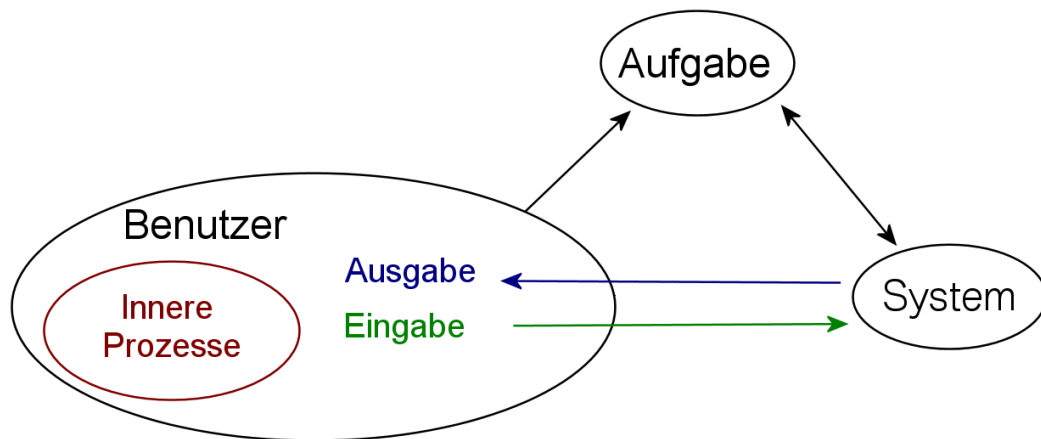 Aufgabe
Benutzer
Ausgabe
Eingabe
Innere
Prozesse
System